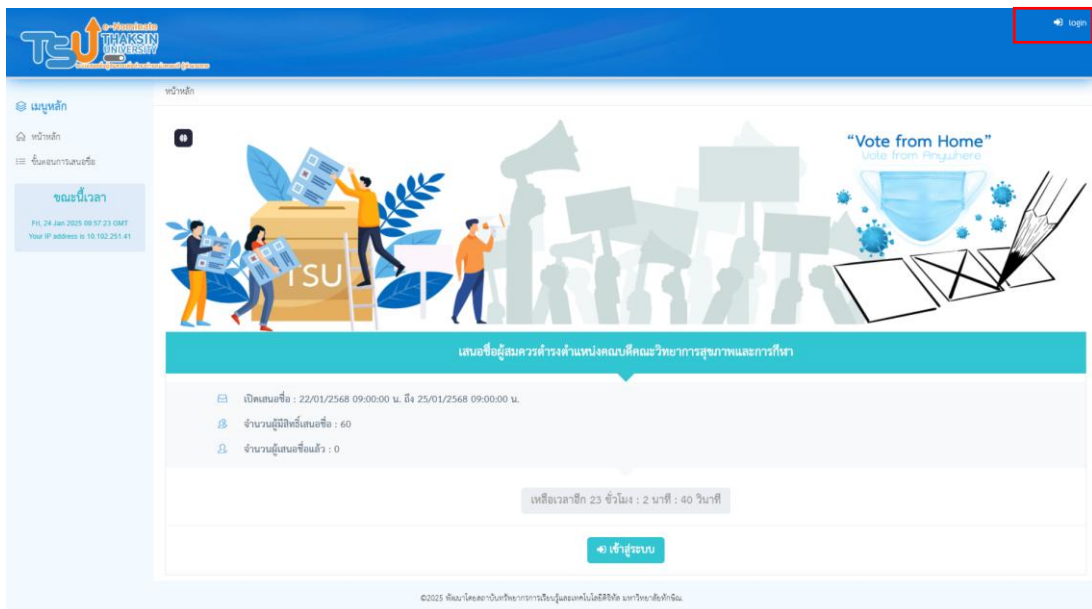 e-Nominate
TSU THAKSIN
UNIVERSITY
login
เมนูหลัก
หน้าหลัก
ขั้นตอนการเสนอชื่อ
ขณะนี้เวลา
Fri, 24 Jan 2025 09:57:23 GMT
Your IP address is 10.102.251.41
หน้าหลัก
"Vote from Home"
Vote from Anywhere
TSU
เสนอชื่อผู้สมควรดำรงตำแหน่งคณบดีคณะวิทยาการสุขภาพและการกีฬา
เปิดเสนอชื่อ : 22/01/2568 09:00:00 น. ถึง 25/01/2568 09:00:00 น.
จำนวนผู้มีสิทธิ์เสนอชื่อ : 60
จำนวนผู้เสนอชื่อแล้ว : 0
เหลือเวลาอีก 23 ชั่วโมง : 2 นาที : 40 วินาที
เข้าสู่ระบบ
©2025 พัฒนาโดยสถาบันทรัพยากรการเรียนรู้และเทคโนโลยีดิจิทัล มหาวิทยาลัยทักษิณ.